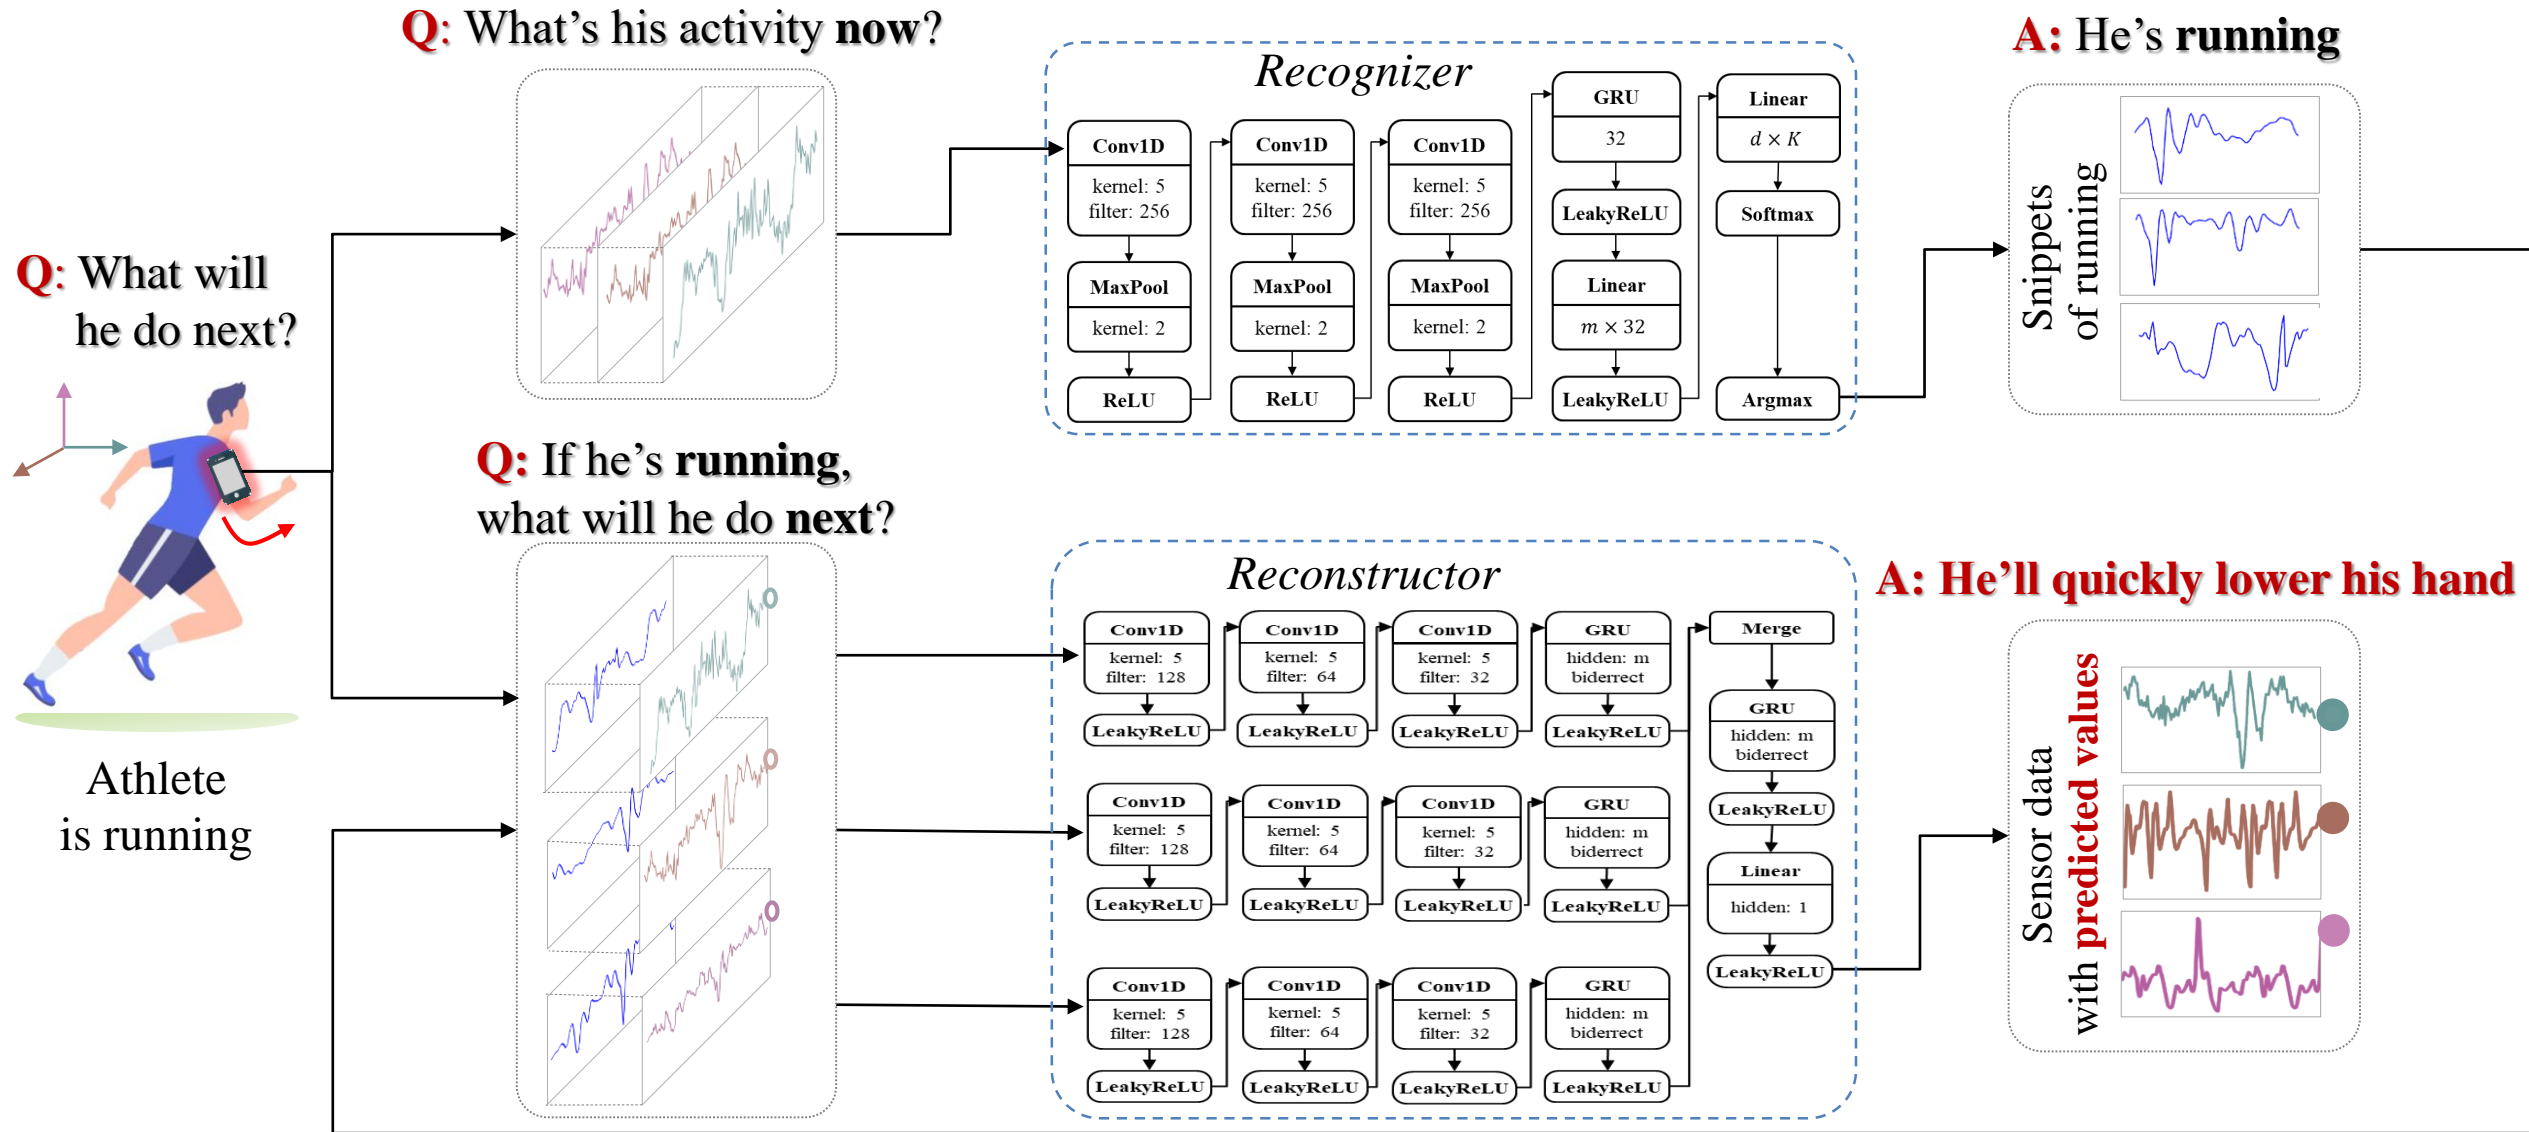 Q: What will
he do next?
Athlete
is running
Q: What's his activity now?
Recognizer
Conv1D
kernel: 5
filter: 256
MaxPool
kernel: 2
ReLU
Conv1D
kernel: 5
filter: 256
MaxPool
kernel: 2
ReLU
Conv1D
kernel: 5
filter: 256
MaxPool
kernel: 2
ReLU
GRU
32
LeakyReLU
Linear
m × 32
LeakyReLU
Linear
d × K
Softmax
Argmax
A: He's running
Snippets
of running
Q: If he's running,
what will he do next?
Reconstructor
Conv1D
kernel: 5
filter: 128
LeakyReLU
Conv1D
kernel: 5
filter: 64
LeakyReLU
Conv1D
kernel: 5
filter: 32
LeakyReLU
GRU
hidden: m
biderrect
LeakyReLU
Conv1D
kernel: 5
filter: 128
LeakyReLU
Conv1D
kernel: 5
filter: 64
LeakyReLU
Conv1D
kernel: 5
filter: 32
LeakyReLU
GRU
hidden: m
biderrect
LeakyReLU
Conv1D
kernel: 5
filter: 128
LeakyReLU
Conv1D
kernel: 5
filter: 64
LeakyReLU
Conv1D
kernel: 5
filter: 32
LeakyReLU
GRU
hidden: m
biderrect
LeakyReLU
Merge
GRU
hidden: m
biderrect
LeakyReLU
Linear
hidden: 1
LeakyReLU
A: He'll quickly lower his hand
Sensor data
with predicted values